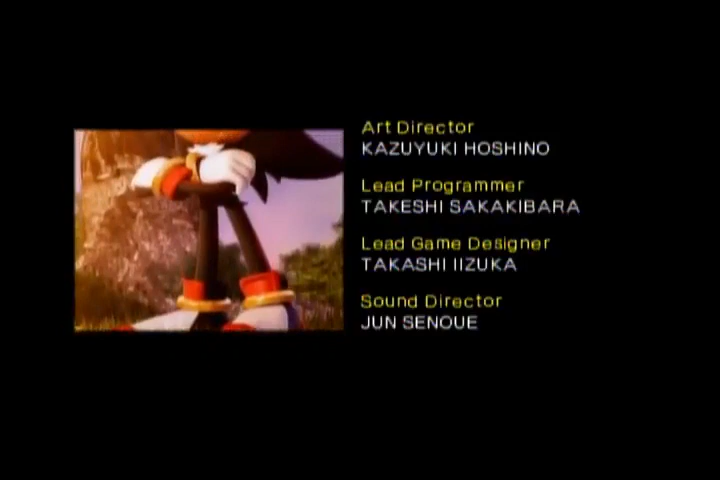 Art Director
KAZUYUKI HOSHINO
Lead Programmer
TAKESHI SAKAKIBARA
Lead Game Designer
TAKASHI IIZUKA
Sound Director
JUN SENOUE